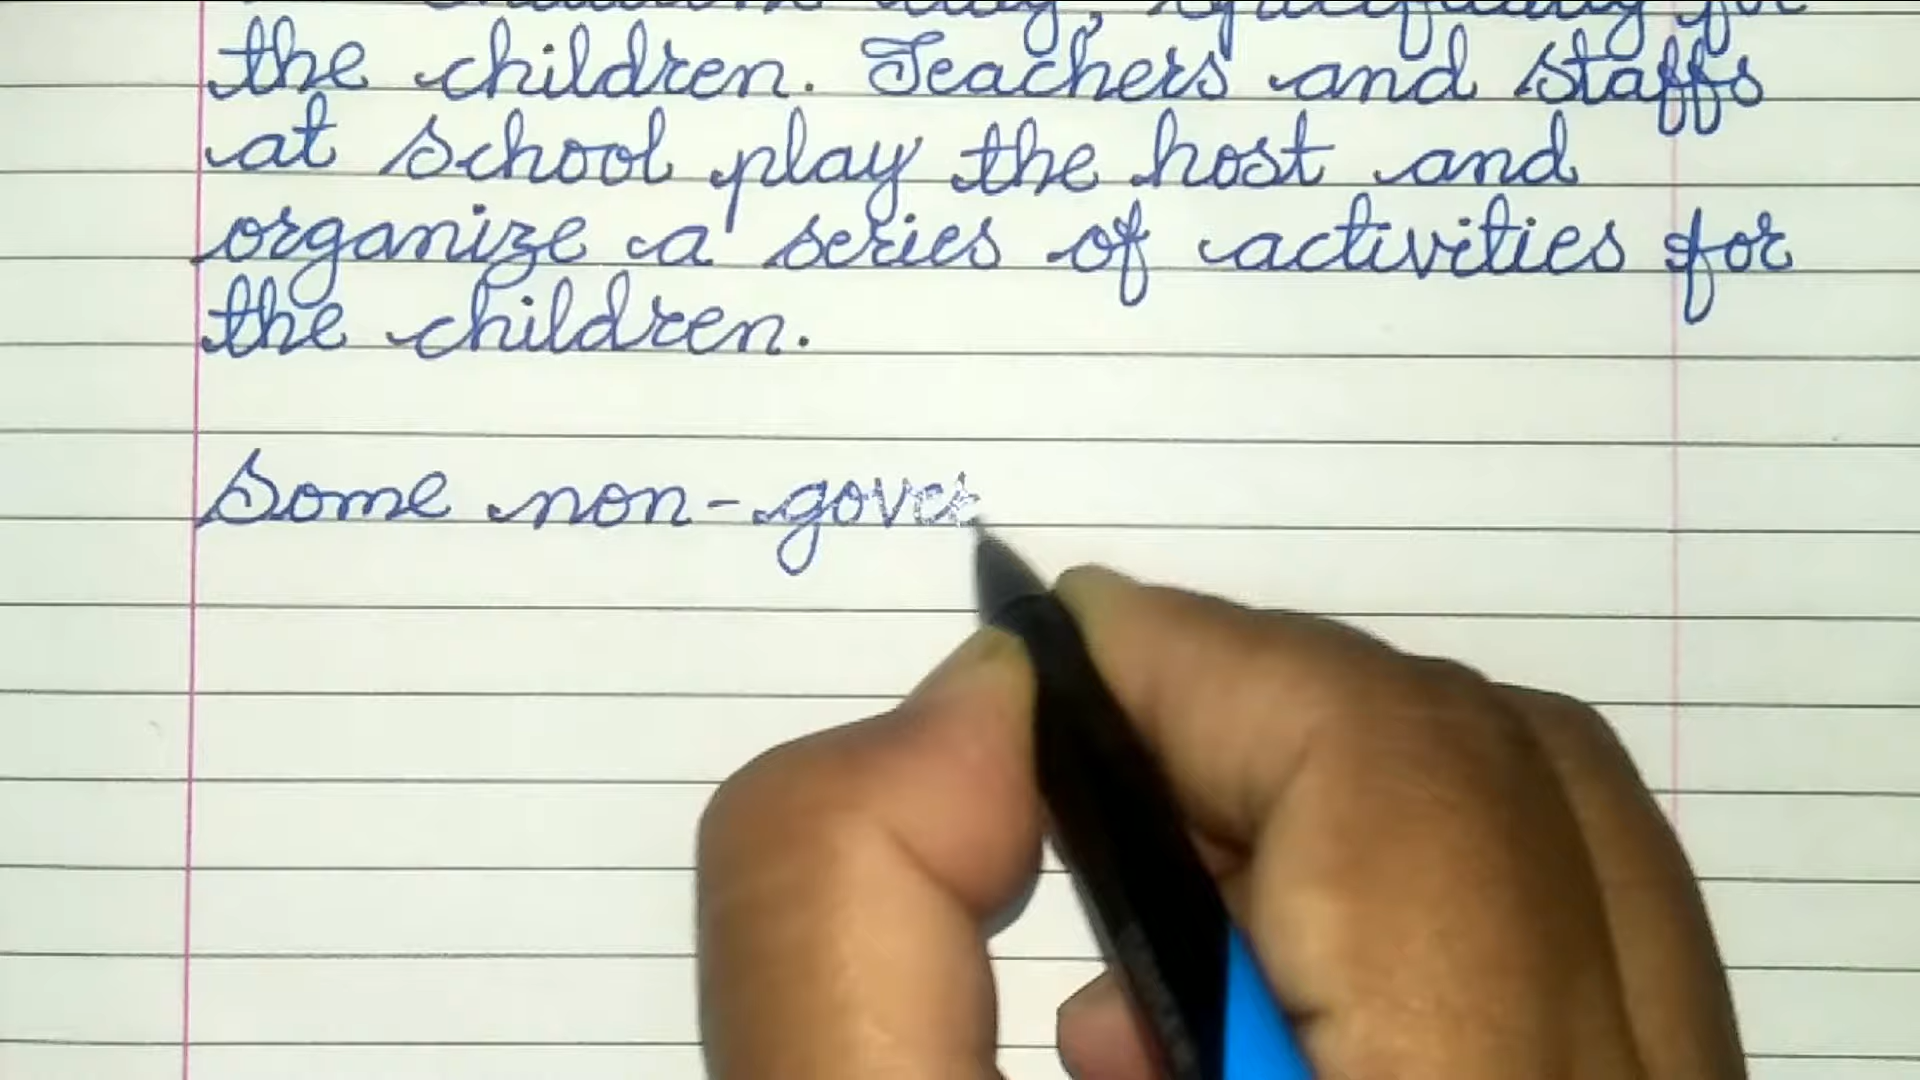 the children. Teachers and staffs
at school play the host and
organize a series of activities for
the children.
Some non-gover